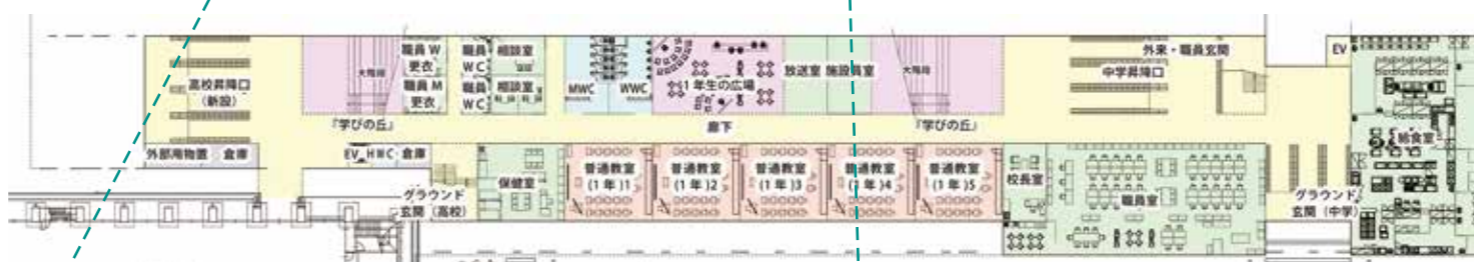 高校昇降口
(新設)
大階段
『学びの丘』
職員 W
更衣
職員 M
更衣
職員
WC
職員
WC
相談室
相談室
MWC
WWC
1年生の広場
放送室
施設員室
大階段
『学びの丘』
中学昇降口
外来・職員玄関
EV
給食室
廊下
外部用物置
倉庫
EV
HWC
倉庫
グラウンド
玄関（高校）
保健室
普通教室
(1年)1
普通教室
(1年)2
普通教室
(1年)3
普通教室
(1年)4
普通教室
(1年)5
校長室
職員室
グラウンド
玄関（中学）